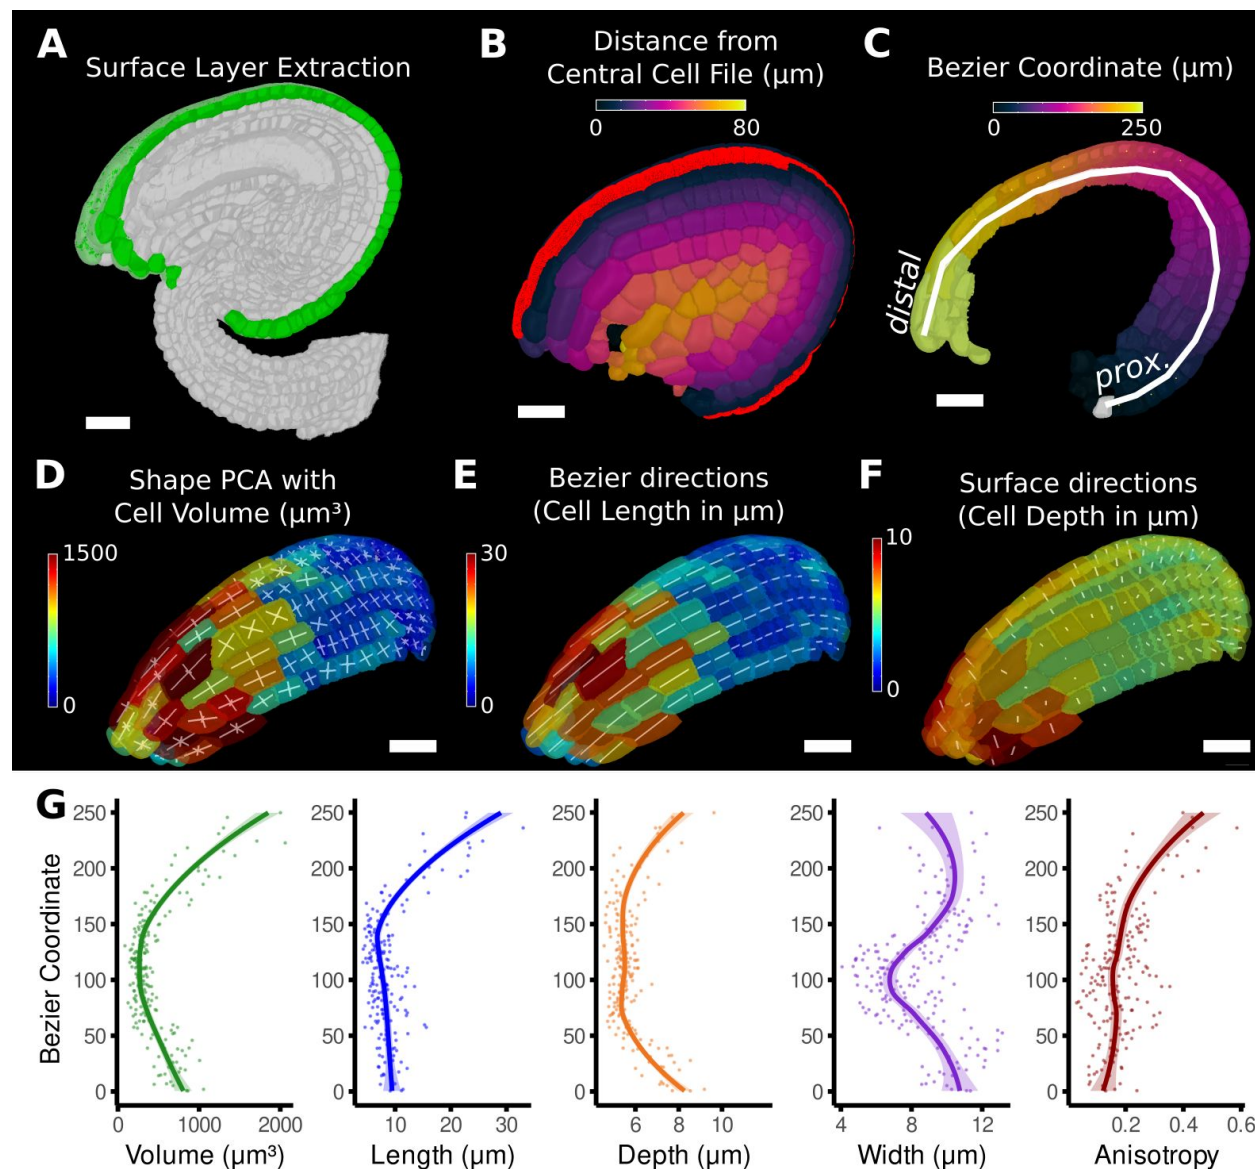 A
Surface Layer Extraction
B
Distance from
Central Cell File (µm)
0
80
C
Bezier Coordinate (µm)
0
250
distal
prox.
D
Shape PCA with
Cell Volume (µm³)
1500
0
E
Bezier directions
(Cell Length in µm)
30
0
F
Surface directions
(Cell Depth in µm)
10
0
G
Bezier Coordinate
250
200
150
100
50
0
0
1000
2000
Volume (µm³)
250
200
150
100
50
0
10
20
30
Length (µm)
250
200
150
100
50
0
6
8
10
Depth (µm)
250
200
150
100
50
0
4
6
8
10
12
Width (µm)
250
200
150
100
50
0
0.2
0.4
0.6
Anisotropy